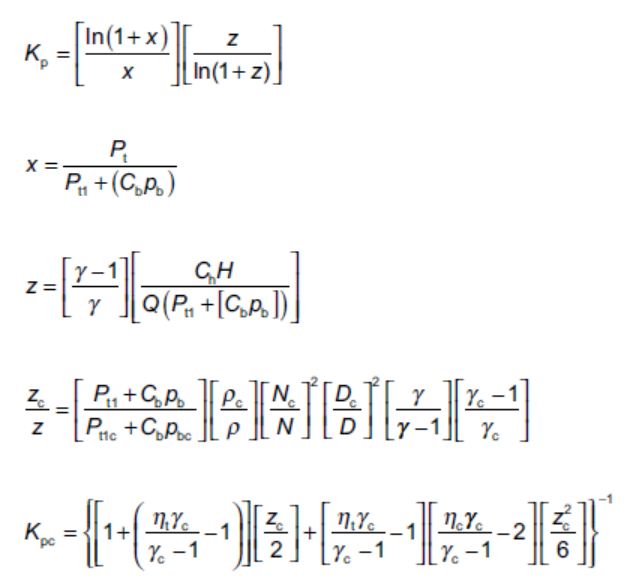 K_p = [ln(1+x)/x][z/ln(1+z)]
x = P_t/(P_t1 + (C_b p_b))
z = [(γ−1)/γ][C_h H/(Q(P_t1 + [C_b p_b]))]
z_c/z = [(P_t1 + C_b p_b)/(P_t1c + C_b p_bc)][ρ_c/ρ][N_c/N]^2[D_c/D]^2[γ/(γ−1)][(γ_c−1)/γ_c]
K_pc = {[1+(η_t γ_c/(γ_c−1) −1)][z_c/2]+[η_t γ_c/(γ_c−1) −1][η_c γ_c/(γ_c−1) −2][z_c^2/6]}^−1